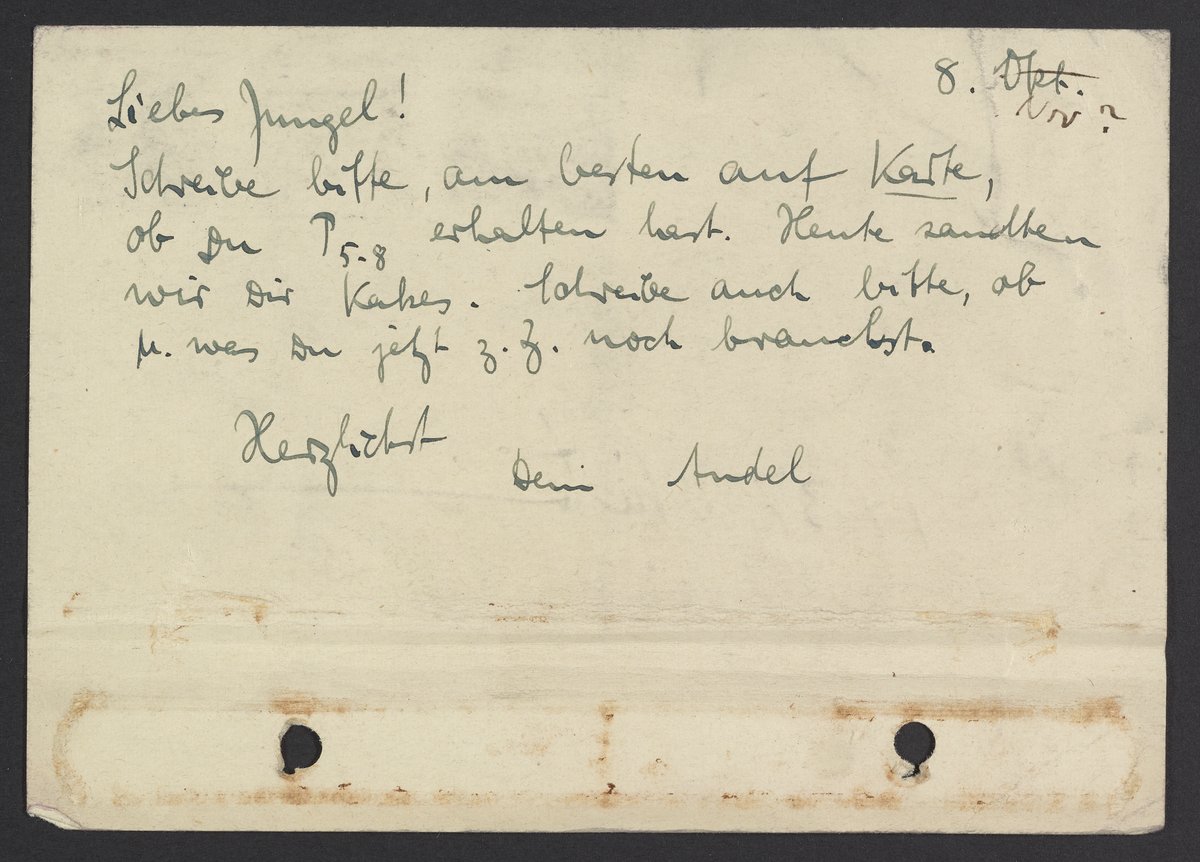 8. Okt.
Nov ?
Liebes Jungel!
Schreibe bitte, am besten auf Karte,
ob Du P 5-8 erhalten hast. Heute sandten
wir Dir Kakes. Schreibe auch bitte, ob
u. was Du jetzt z. Z. noch brauchst.
Herzlichst
Dein Andel